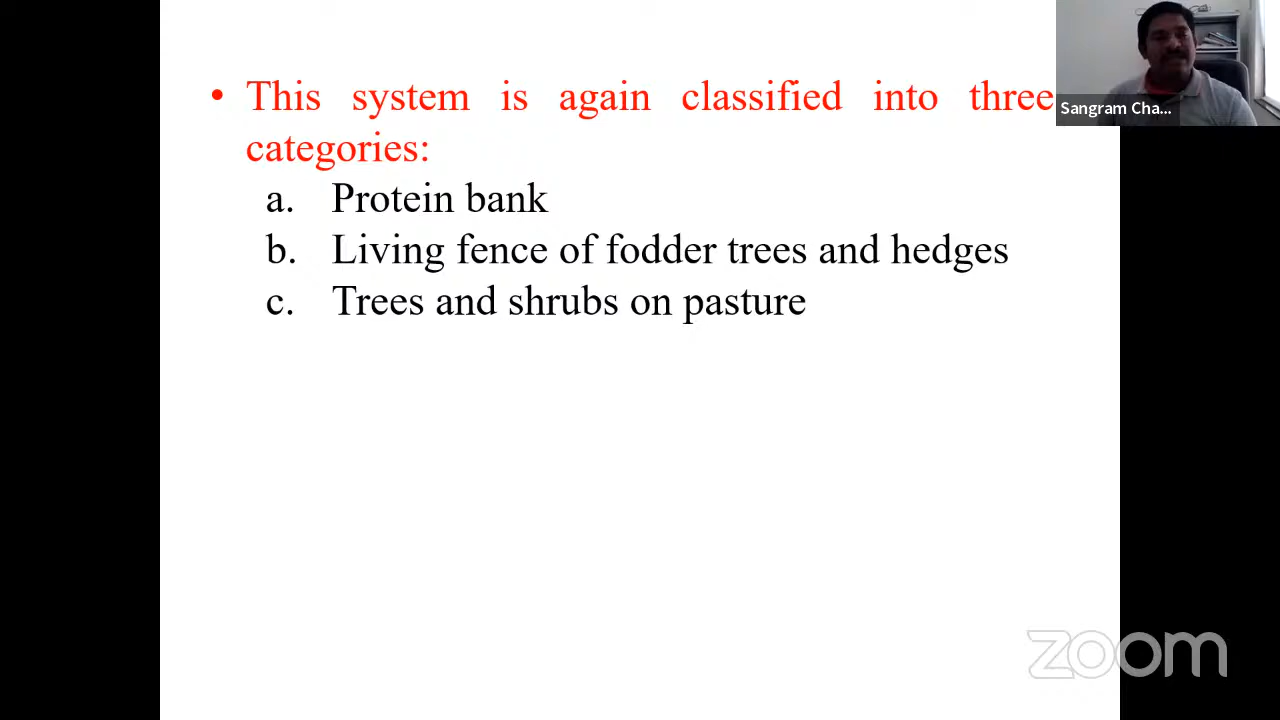 • This system is again classified into three
categories:
a. Protein bank
b. Living fence of fodder trees and hedges
c. Trees and shrubs on pasture
Sangram Cha...
zoom